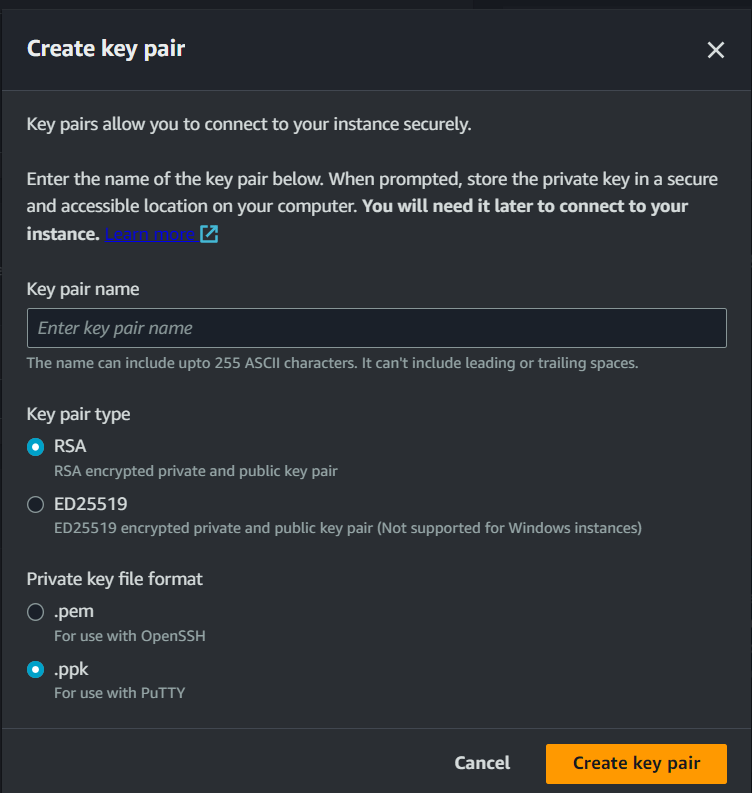 Create key pair
Key pairs allow you to connect to your instance securely.
Enter the name of the key pair below. When prompted, store the private key in a secure
and accessible location on your computer. You will need it later to connect to your
instance. Learn more
Key pair name
Enter key pair name
The name can include upto 255 ASCII characters. It can't include leading or trailing spaces.
Key pair type
RSA
RSA encrypted private and public key pair
ED25519
ED25519 encrypted private and public key pair (Not supported for Windows instances)
Private key file format
.pem
For use with OpenSSH
.ppk
For use with PuTTY
Cancel
Create key pair